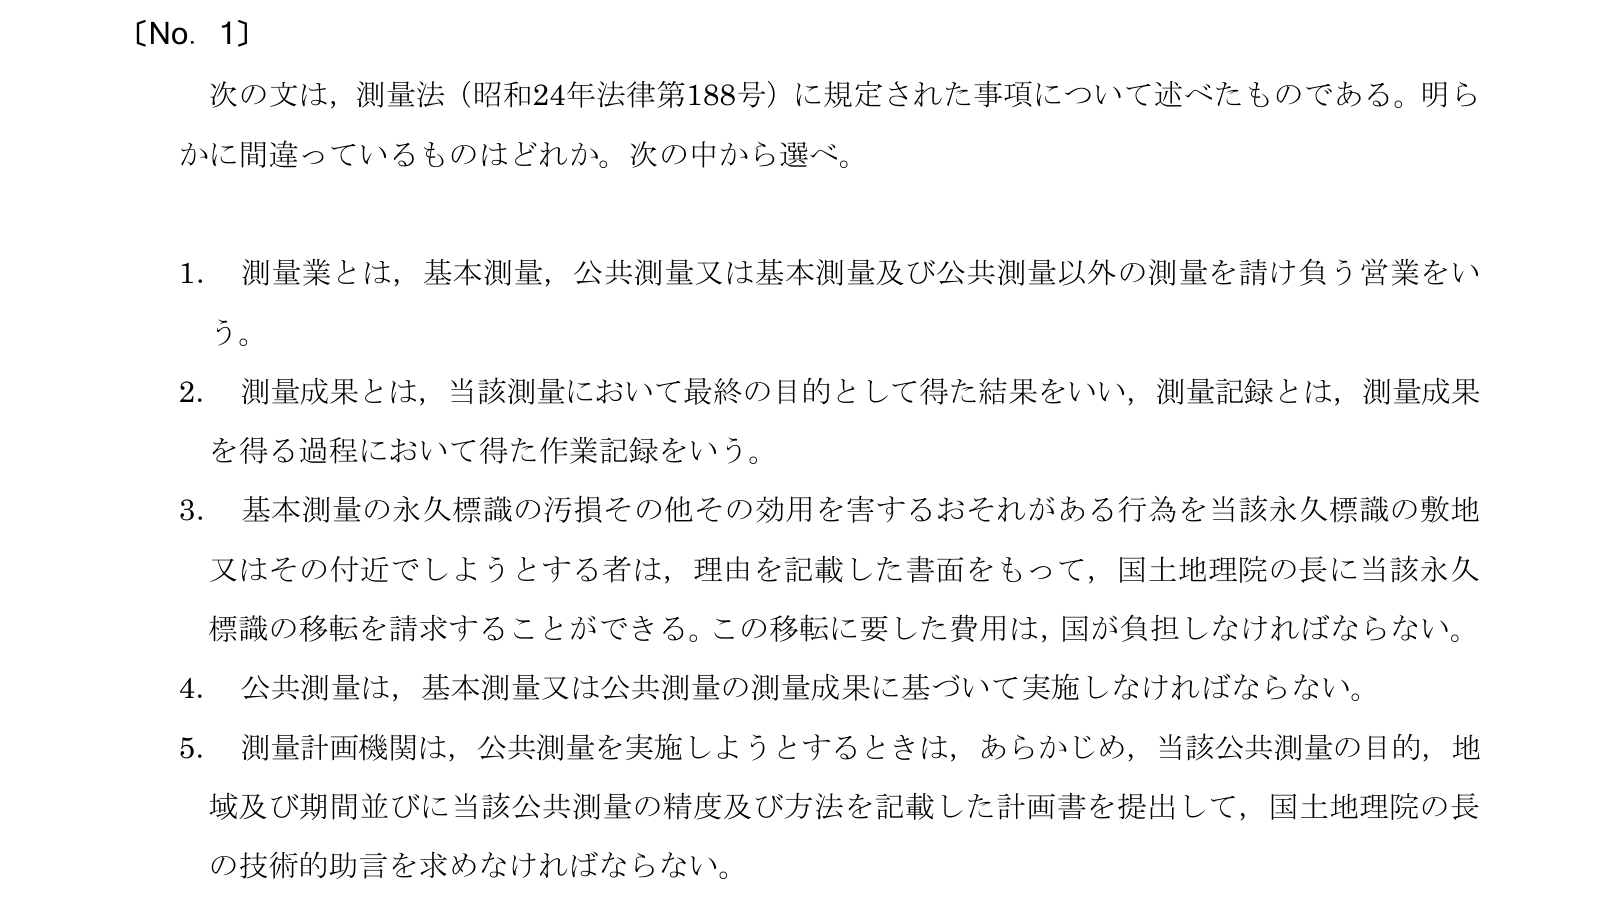 〔No. 1〕
次の文は，測量法（昭和24年法律第188号）に規定された事項について述べたものである。明ら
かに間違っているものはどれか。次の中から選べ。
1. 測量業とは，基本測量，公共測量又は基本測量及び公共測量以外の測量を請け負う営業をい
う。
2. 測量成果とは，当該測量において最終の目的として得た結果をいい，測量記録とは，測量成果
を得る過程において得た作業記録をいう。
3. 基本測量の永久標識の汚損その他その効用を害するおそれがある行為を当該永久標識の敷地
又はその付近でしようとする者は，理由を記載した書面をもって，国土地理院の長に当該永久
標識の移転を請求することができる。この移転に要した費用は，国が負担しなければならない。
4. 公共測量は，基本測量又は公共測量の測量成果に基づいて実施しなければならない。
5. 測量計画機関は，公共測量を実施しようとするときは，あらかじめ，当該公共測量の目的，地
域及び期間並びに当該公共測量の精度及び方法を記載した計画書を提出して，国土地理院の長
の技術的助言を求めなければならない。